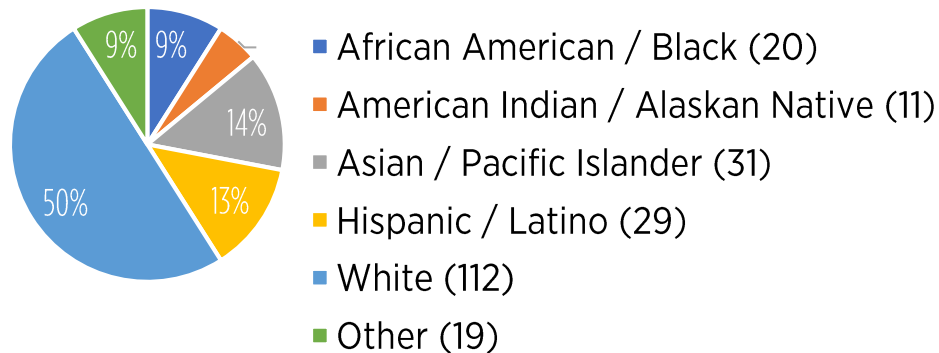 9% 9%
14%
13%
50%
African American / Black (20)
American Indian / Alaskan Native (11)
Asian / Pacific Islander (31)
Hispanic / Latino (29)
White (112)
Other (19)